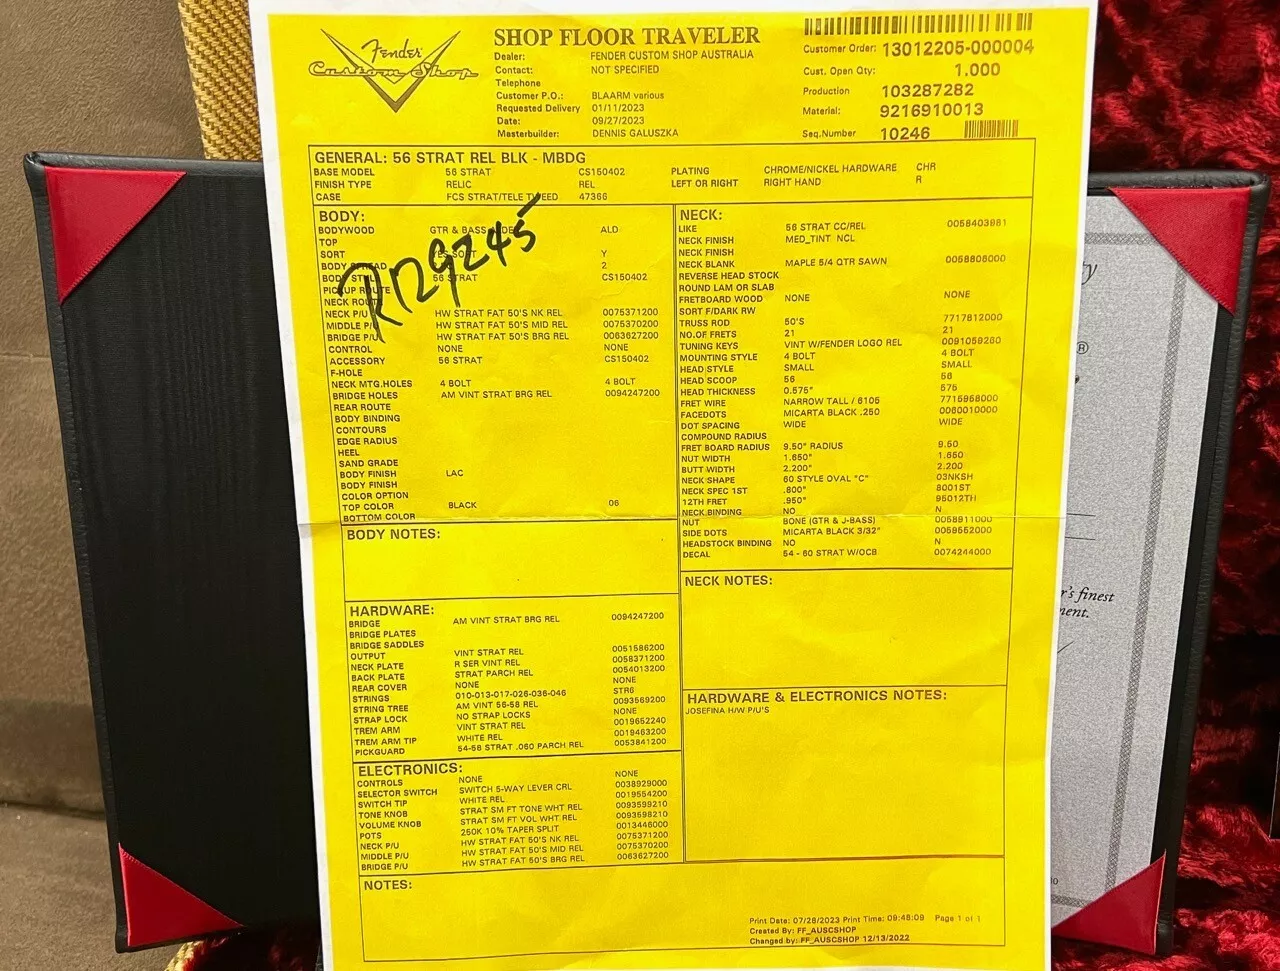 Fender
Custom Shop
SHOP FLOOR TRAVELER
Dealer: FENDER CUSTOM SHOP AUSTRALIA
Contact: NOT SPECIFIED
Telephone
Customer P.O.: BLAARM various
Requested Delivery 01/11/2023
Date: 09/27/2023
Masterbuilder: DENNIS GALUSZKA
Customer Order: 13012205-000004
Cust. Open Qty: 1.000
Production 103287282
Material: 9216910013
Seq.Number 10246
GENERAL: 56 STRAT REL BLK - MBDG
BASE MODEL 56 STRAT CS150402 PLATING CHROME/NICKEL HARDWARE CHR
FINISH TYPE RELIC REL LEFT OR RIGHT RIGHT HAND R
CASE FCS STRAT/TELE TWEED 47366
BODY:
BODYWOOD GTR & BASS ALD
TOP
SORT YES SORT Y
BODY SPREAD 2
BODY STYLE 56 STRAT CS150402
PICKUP ROUTE
NECK ROUTE
NECK P/U HW STRAT FAT 50'S NK REL 0075371200
MIDDLE P/U HW STRAT FAT 50'S MID REL 0075370200
BRIDGE P/U HW STRAT FAT 50'S BRG REL 0063627200
CONTROL NONE NONE
ACCESSORY 56 STRAT CS150402
F-HOLE
NECK MTG.HOLES 4 BOLT 4 BOLT
BRIDGE HOLES AM VINT STRAT BRG REL 0094247200
REAR ROUTE
BODY BINDING
CONTOURS
EDGE RADIUS
HEEL
SAND GRADE
BODY FINISH LAC
BODY FINISH
COLOR OPTION
TOP COLOR BLACK 06
BOTTOM COLOR
R129245
BODY NOTES:
HARDWARE:
BRIDGE AM VINT STRAT BRG REL 0094247200
BRIDGE PLATES
BRIDGE SADDLES
OUTPUT VINT STRAT REL 0051586200
NECK PLATE R SER VINT REL 0058371200
BACK PLATE STRAT PARCH REL 0054013200
REAR COVER NONE NONE
STRINGS 010-013-017-026-036-046 STR6
STRING TREE AM VINT 56-58 REL 0093569200
STRAP LOCK NO STRAP LOCKS NONE
TREM ARM VINT STRAT REL 0019652240
TREM ARM TIP WHITE REL 0019463200
PICKGUARD 54-58 STRAT .060 PARCH REL 0053841200
ELECTRONICS:
CONTROLS NONE NONE
SELECTOR SWITCH SWITCH 5-WAY LEVER CRL 0038929000
SWITCH TIP WHITE REL 0019554200
TONE KNOB STRAT SM FT TONE WHT REL 0093599210
VOLUME KNOB STRAT SM FT VOL WHT REL 0093598210
POTS 250K 10% TAPER SPLIT 0013446000
NECK P/U HW STRAT FAT 50'S NK REL 0075371200
MIDDLE P/U HW STRAT FAT 50'S MID REL 0075370200
BRIDGE P/U HW STRAT FAT 50'S BRG REL 0063627200
NECK:
LIKE 56 STRAT CC/REL 0058403981
NECK FINISH MED_TINT NCL
NECK FINISH
NECK BLANK MAPLE 5/4 QTR SAWN 0058806000
REVERSE HEAD STOCK
ROUND LAM OR SLAB
FRETBOARD WOOD NONE NONE
SORT F/DARK RW
TRUSS ROD 50'S 7717812000
NO.OF FRETS 21 21
TUNING KEYS VINT W/FENDER LOGO REL 0091059260
MOUNTING STYLE 4 BOLT 4 BOLT
HEAD STYLE SMALL SMALL
HEAD SCOOP 56 56
HEAD THICKNESS 0.575" 575
FRET WIRE NARROW TALL / 6105 7715958000
FACEDOTS MICARTA BLACK .250 0060010000
DOT SPACING WIDE WIDE
COMPOUND RADIUS
FRET BOARD RADIUS 9.50" RADIUS 9.50
NUT WIDTH 1.650" 1.650
BUTT WIDTH 2.200" 2.200
NECK SHAPE 60 STYLE OVAL "C" 03NKSH
NECK SPEC 1ST .800" 8001ST
12TH FRET .950" 95012TH
NECK BINDING NO N
NUT BONE (GTR & J-BASS) 0058911000
SIDE DOTS MICARTA BLACK 3/32" 0059552000
HEADSTOCK BINDING NO N
DECAL 54 - 60 STRAT W/OCB 0074244000
NECK NOTES:
HARDWARE & ELECTRONICS NOTES:
JOSEFINA H/W P/U'S
NOTES:
Print Date: 07/28/2023 Print Time: 09:48:09 Page 1 of 1
Created By: FF_AUSCSHOP
Changed by: FF_AUSCSHOP 12/13/2022
y
®
r's finest
ment.